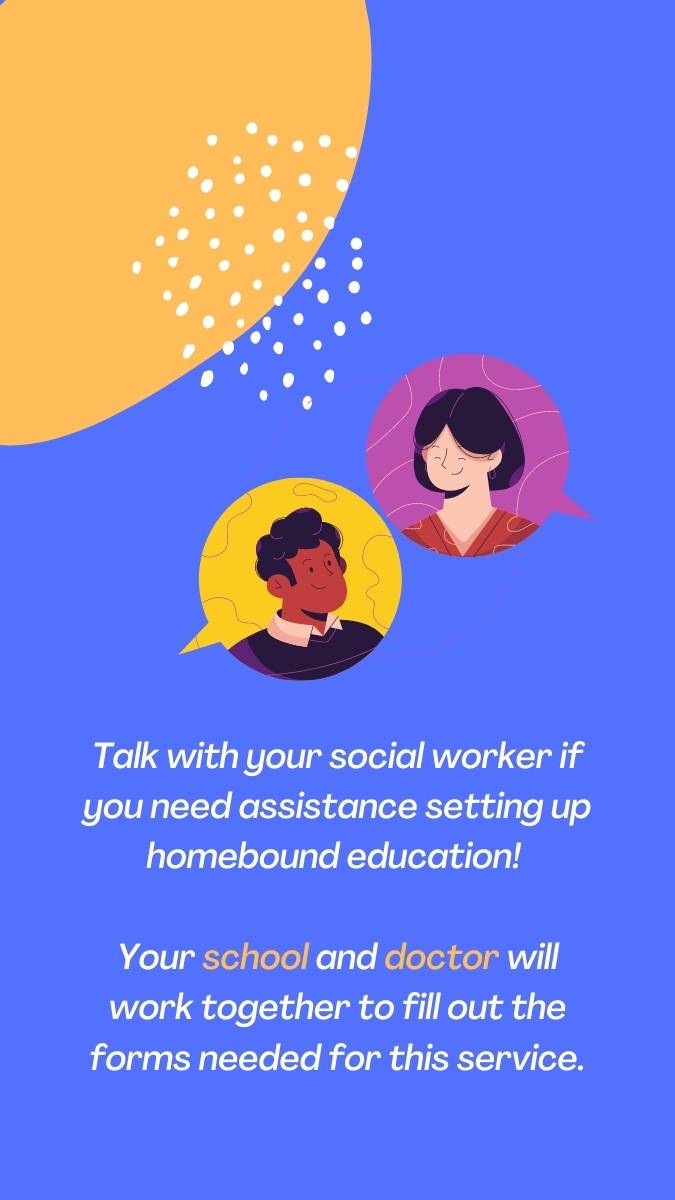 Talk with your social worker if
you need assistance setting up
homebound education!
Your school and doctor will
work together to fill out the
forms needed for this service.